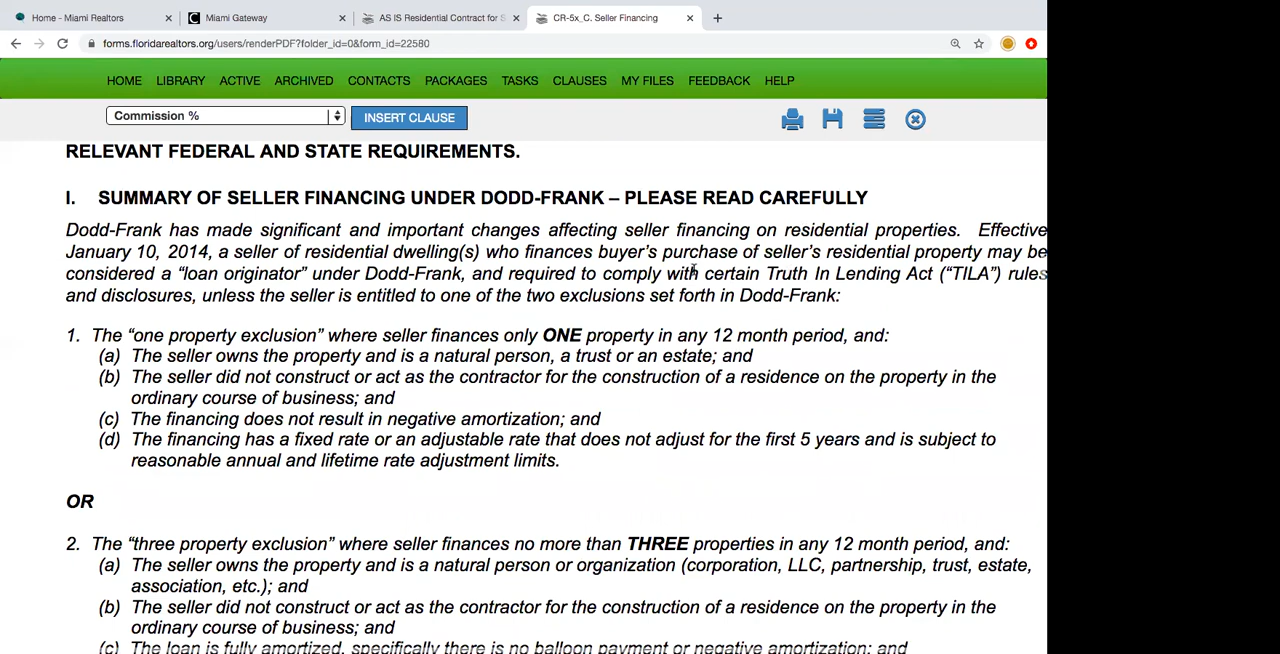 Home - Miami Realtors
Miami Gateway
AS IS Residential Contract for S
CR-5x_C. Seller Financing
forms.floridarealtors.org/users/renderPDF?folder_id=0&form_id=22580
HOME LIBRARY ACTIVE ARCHIVED CONTACTS PACKAGES TASKS CLAUSES MY FILES FEEDBACK HELP
Commission % INSERT CLAUSE
RELEVANT FEDERAL AND STATE REQUIREMENTS.
I. SUMMARY OF SELLER FINANCING UNDER DODD-FRANK – PLEASE READ CAREFULLY
Dodd-Frank has made significant and important changes affecting seller financing on residential properties. Effective
January 10, 2014, a seller of residential dwelling(s) who finances buyer's purchase of seller's residential property may be
considered a “loan originator” under Dodd-Frank, and required to comply with certain Truth In Lending Act (“TILA”) rules
and disclosures, unless the seller is entitled to one of the two exclusions set forth in Dodd-Frank:
1. The “one property exclusion” where seller finances only ONE property in any 12 month period, and:
(a) The seller owns the property and is a natural person, a trust or an estate; and
(b) The seller did not construct or act as the contractor for the construction of a residence on the property in the
ordinary course of business; and
(c) The financing does not result in negative amortization; and
(d) The financing has a fixed rate or an adjustable rate that does not adjust for the first 5 years and is subject to
reasonable annual and lifetime rate adjustment limits.
OR
2. The “three property exclusion” where seller finances no more than THREE properties in any 12 month period, and:
(a) The seller owns the property and is a natural person or organization (corporation, LLC, partnership, trust, estate,
association, etc.); and
(b) The seller did not construct or act as the contractor for the construction of a residence on the property in the
ordinary course of business; and
(c) The loan is fully amortized, specifically there is no balloon payment or negative amortization; and